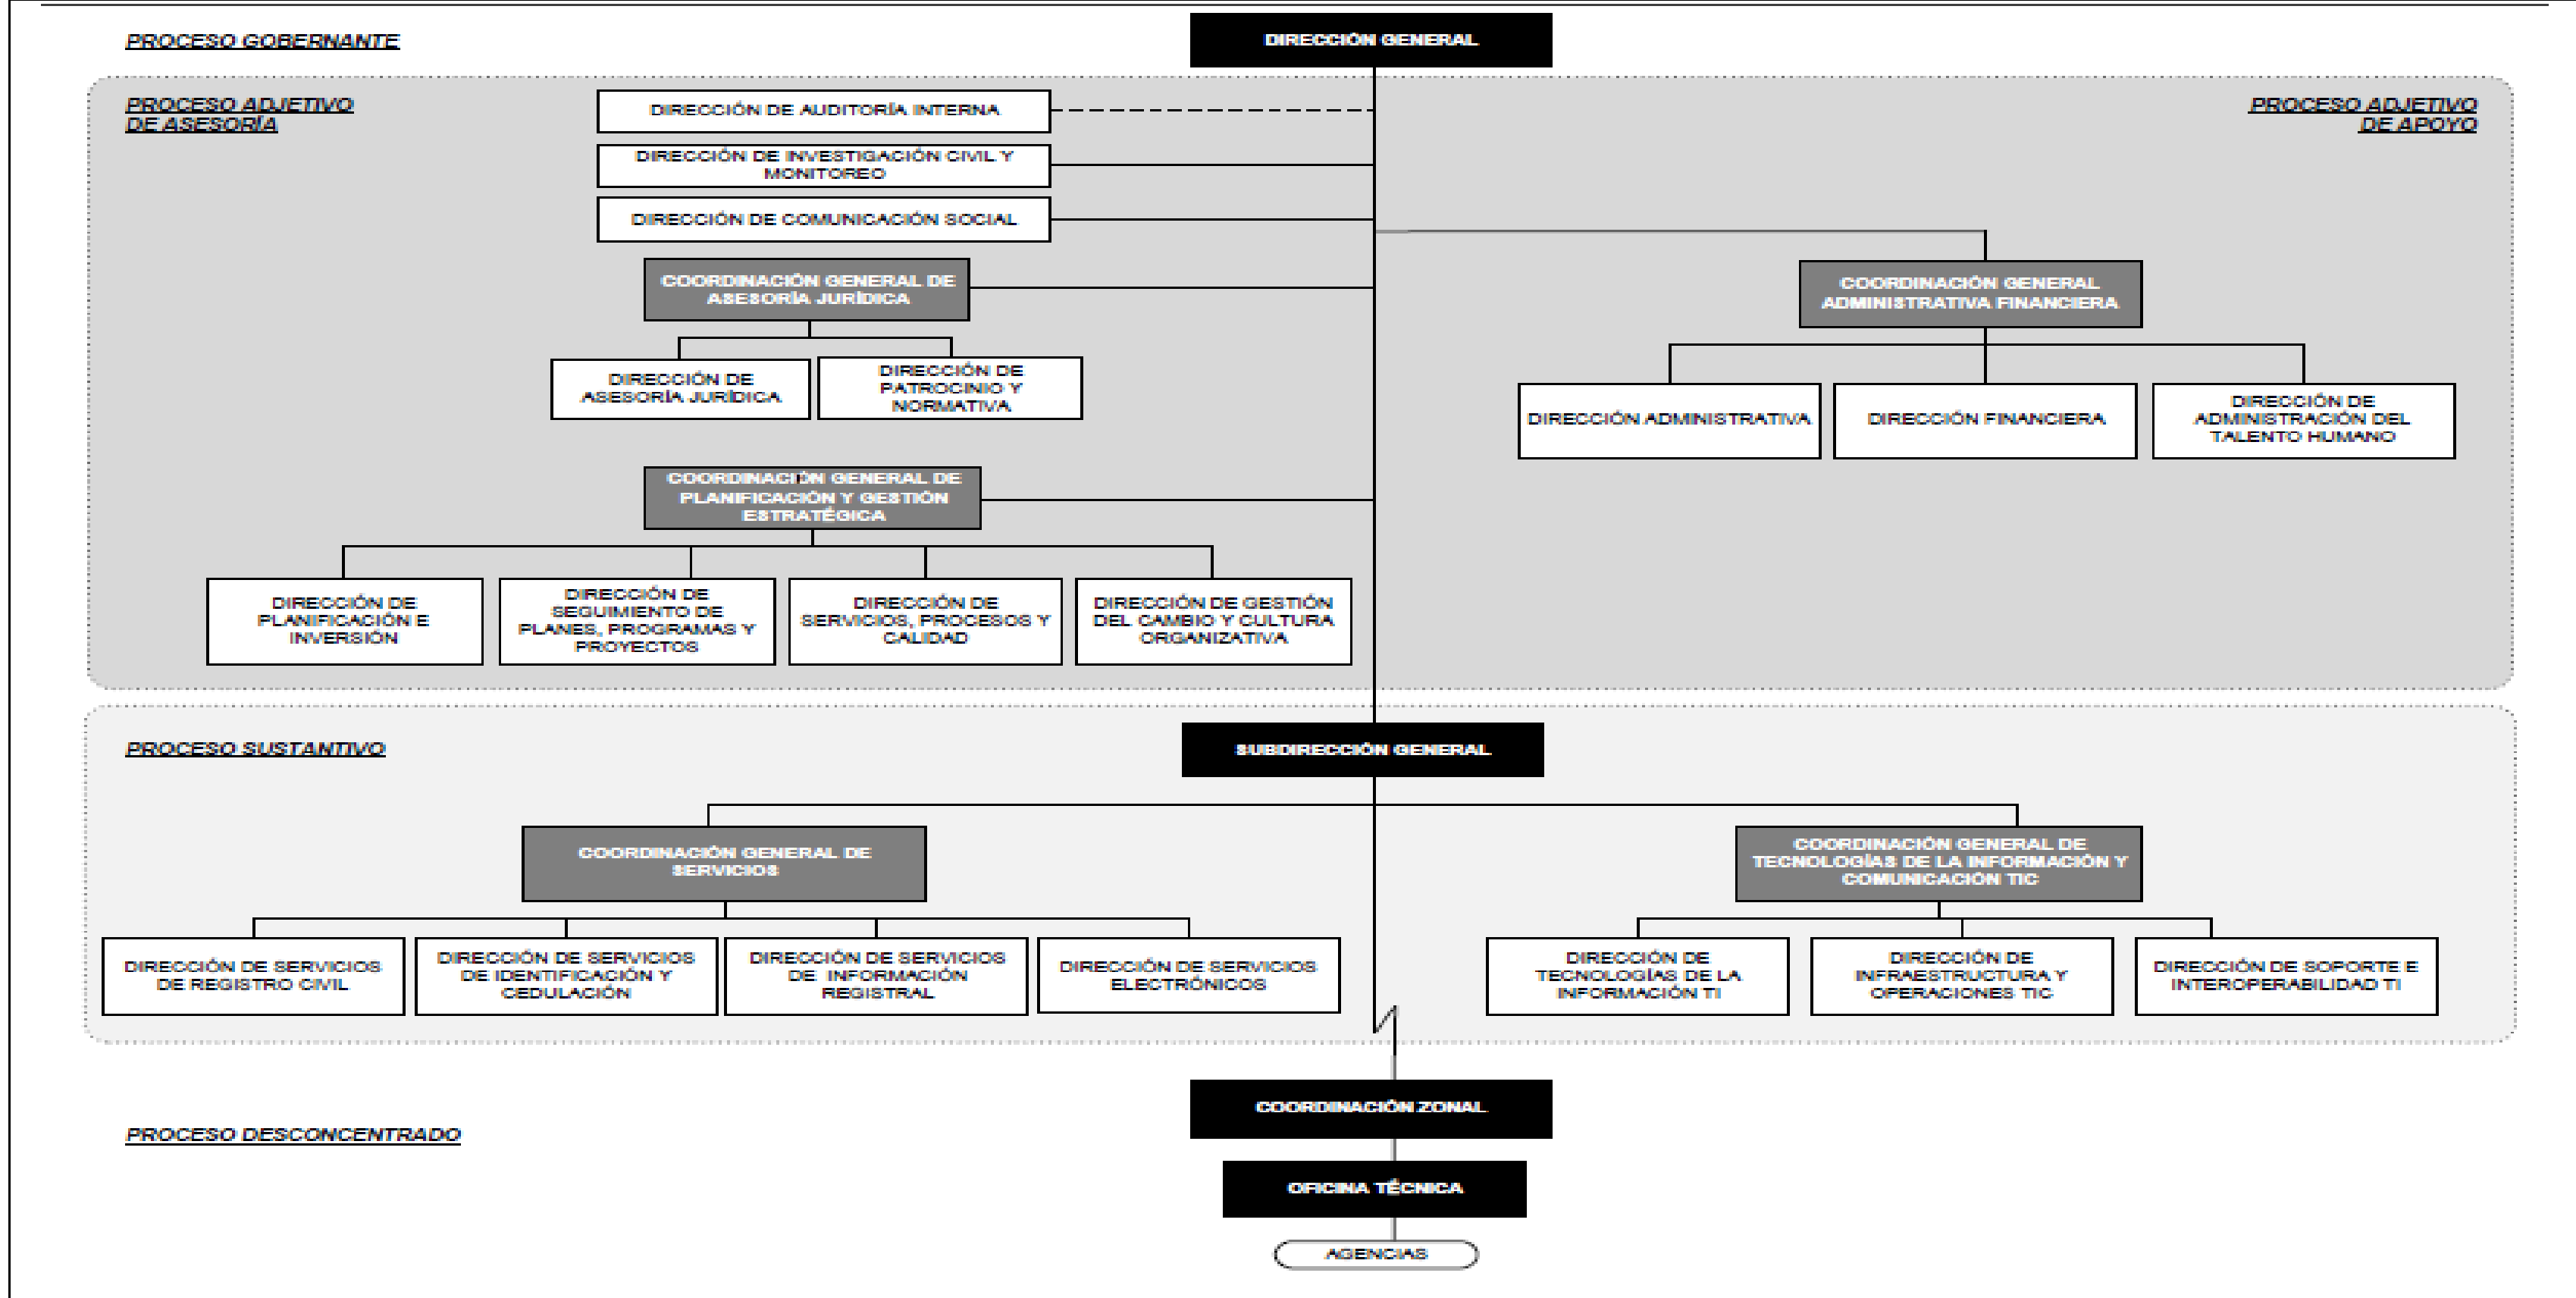 PROCESO GOBERNANTE
DIRECCIÓN GENERAL
PROCESO ADJETIVO
DE ASESORÍA
PROCESO ADJETIVO
DE APOYO
DIRECCIÓN DE AUDITORÍA INTERNA
DIRECCIÓN DE INVESTIGACIÓN CIVIL Y
MONITOREO
DIRECCIÓN DE COMUNICACIÓN SOCIAL
COORDINACIÓN GENERAL DE
ASESORÍA JURÍDICA
DIRECCIÓN DE
ASESORÍA JURÍDICA
DIRECCIÓN DE
PATROCINIO Y
NORMATIVA
COORDINACIÓN GENERAL
ADMINISTRATIVA FINANCIERA
DIRECCIÓN ADMINISTRATIVA
DIRECCIÓN FINANCIERA
DIRECCIÓN DE
ADMINISTRACIÓN DEL
TALENTO HUMANO
COORDINACIÓN GENERAL DE
PLANIFICACIÓN Y GESTIÓN
ESTRATÉGICA
DIRECCIÓN DE
PLANIFICACIÓN E
INVERSIÓN
DIRECCIÓN DE
SEGUIMIENTO DE
PLANES, PROGRAMAS Y
PROYECTOS
DIRECCIÓN DE
SERVICIOS, PROCESOS Y
CALIDAD
DIRECCIÓN DE GESTIÓN
DEL CAMBIO Y CULTURA
ORGANIZATIVA
PROCESO SUSTANTIVO
SUBDIRECCIÓN GENERAL
COORDINACIÓN GENERAL DE
SERVICIOS
COORDINACIÓN GENERAL DE
TECNOLOGÍAS DE LA INFORMACIÓN Y
COMUNICACIÓN TIC
DIRECCIÓN DE SERVICIOS
DE REGISTRO CIVIL
DIRECCIÓN DE SERVICIOS
DE IDENTIFICACIÓN Y
CEDULACIÓN
DIRECCIÓN DE SERVICIOS
DE INFORMACIÓN
REGISTRAL
DIRECCIÓN DE SERVICIOS
ELECTRÓNICOS
DIRECCIÓN DE
TECNOLOGÍAS DE LA
INFORMACIÓN TI
DIRECCIÓN DE
INFRAESTRUCTURA Y
OPERACIONES TIC
DIRECCIÓN DE SOPORTE E
INTEROPERABILIDAD TI
COORDINACIÓN ZONAL
PROCESO DESCONCENTRADO
OFICINA TÉCNICA
AGENCIAS